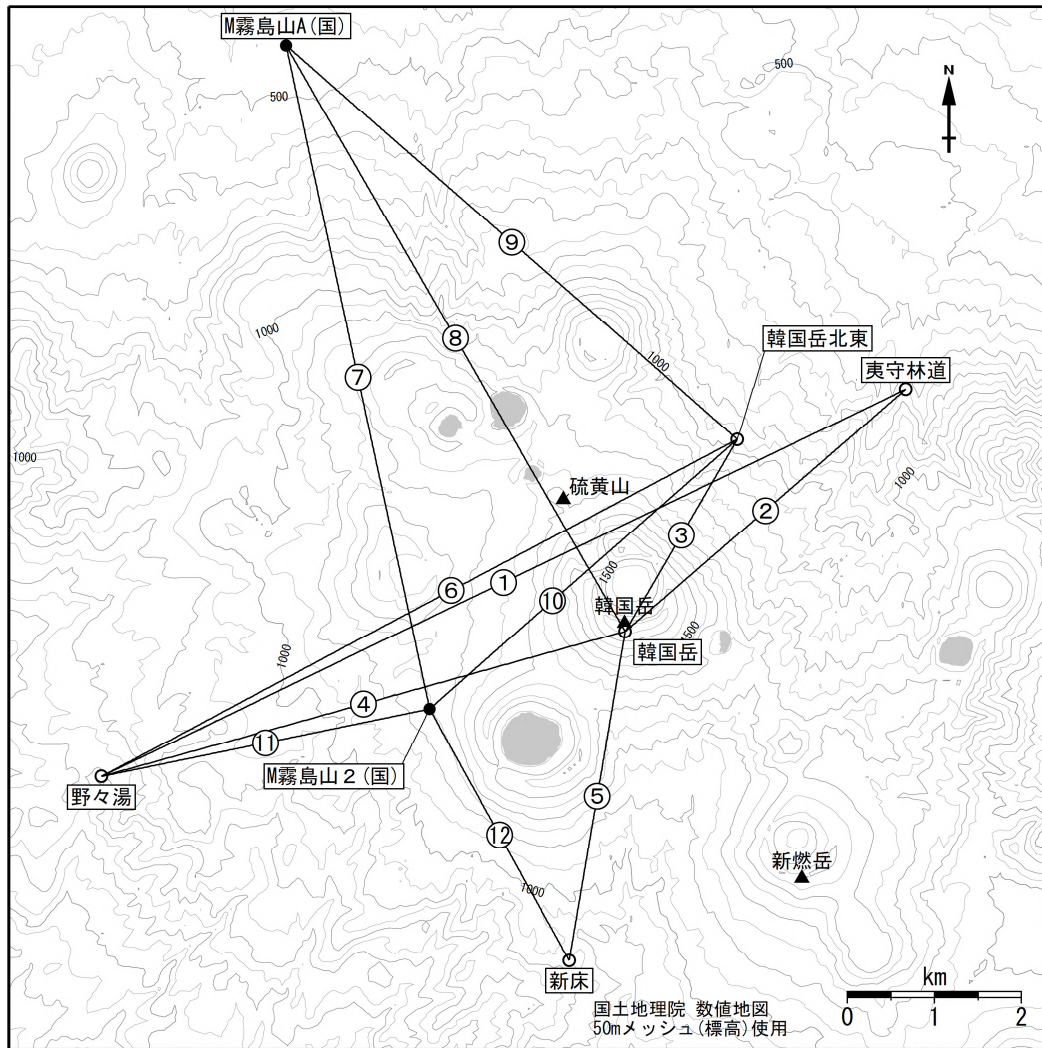 M霧島山A(国)
500
500
N
⑨
1000
1000
⑧
韓国岳北東
夷守林道
⑦
1000
1000
硫黄山
②
③
1500
⑥
①
⑩
韓国岳
1500
韓国岳
1000
④
⑪
M霧島山2(国)
野々湯
⑤
⑫
新燃岳
1000
新床
km
0 1 2
国土地理院 数値地図
50mメッシュ(標高)使用